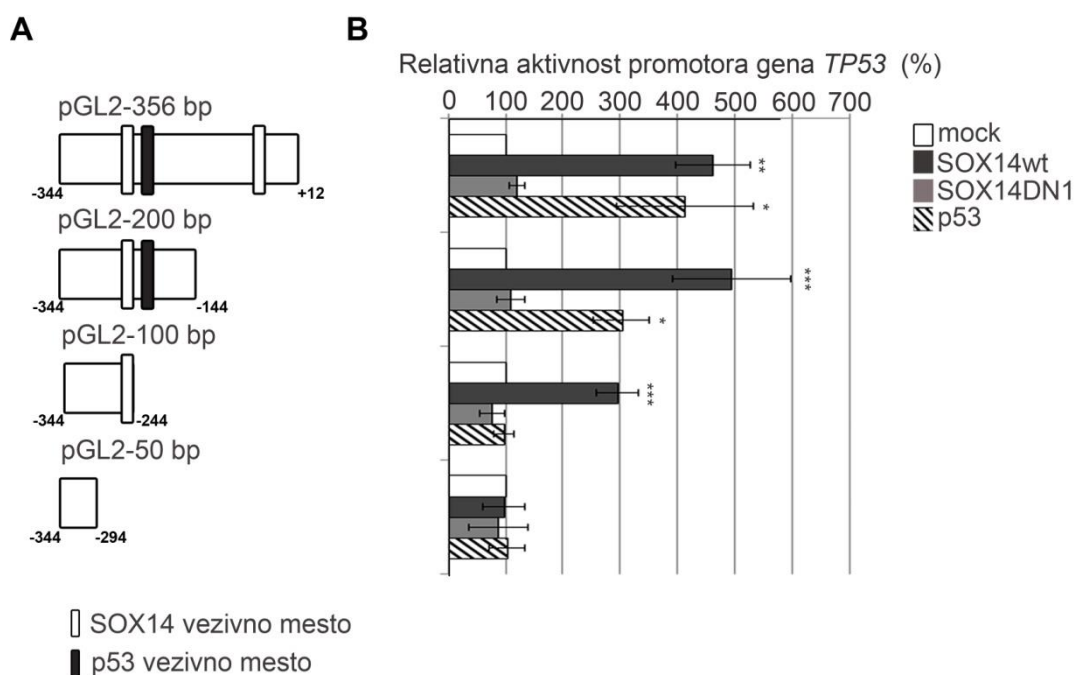 A
pGL2-356 bp
-344 +12
pGL2-200 bp
-344 -144
pGL2-100 bp
-344 -244
pGL2-50 bp
-344 -294
SOX14 vezivno mesto
p53 vezivno mesto
B
Relativna aktivnost promotora gena TP53 (%)
0 100 200 300 400 500 600 700
**
*
***
*
***
mock
SOX14wt
SOX14DN1
p53